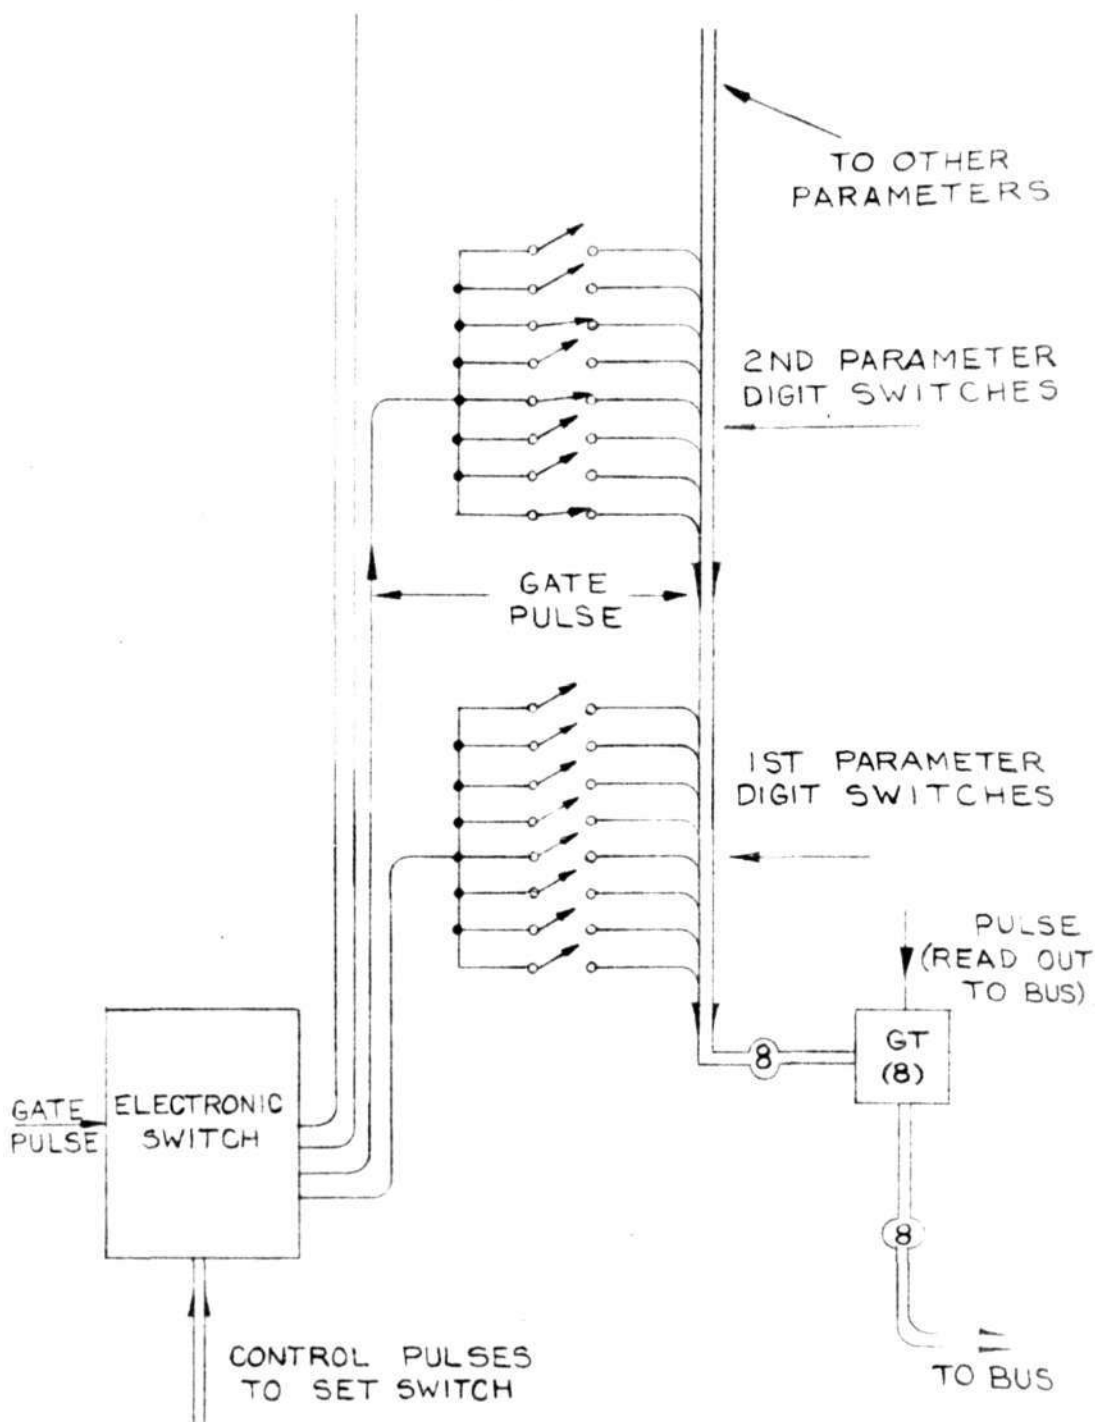 TO OTHER
PARAMETERS
2ND PARAMETER
DIGIT SWITCHES
GATE
PULSE
1ST PARAMETER
DIGIT SWITCHES
PULSE
(READ OUT
TO BUS)
GT
(8)
8
GATE
PULSE
ELECTRONIC
SWITCH
8
CONTROL PULSES
TO SET SWITCH
TO BUS